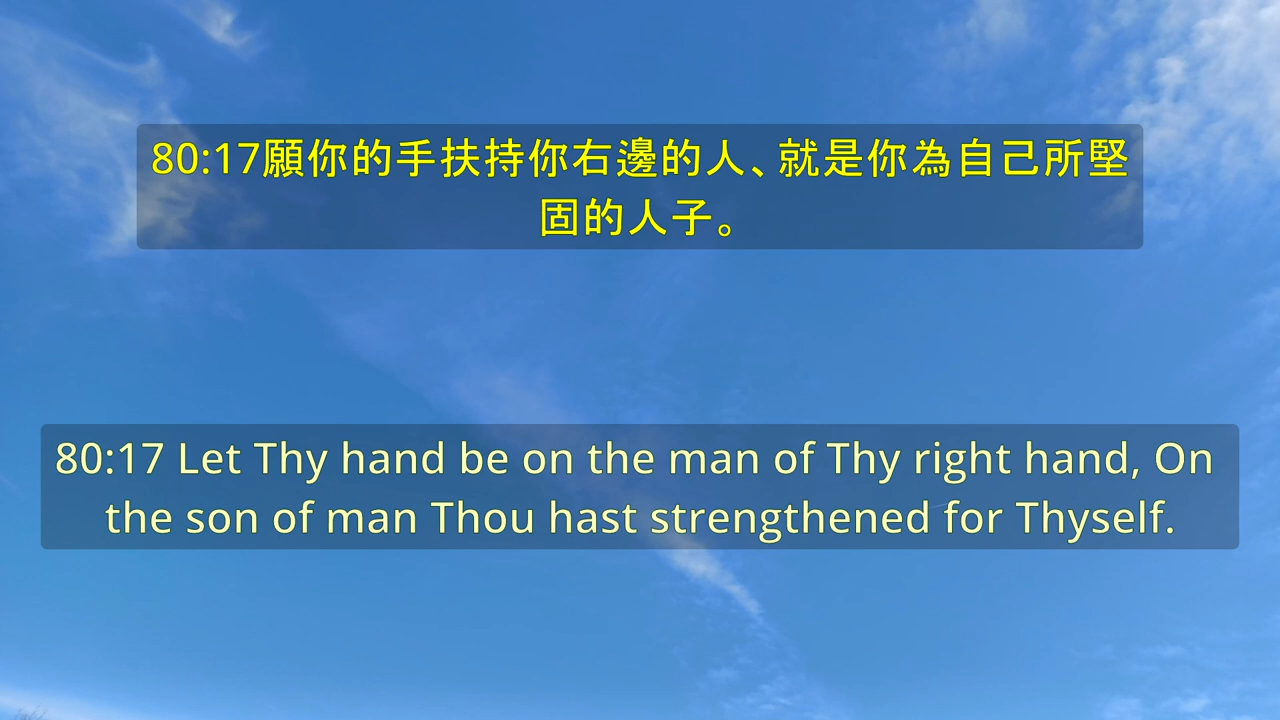 80:17願你的手扶持你右邊的人、就是你為自己所堅
固的人子。
80:17 Let Thy hand be on the man of Thy right hand, On
the son of man Thou hast strengthened for Thyself.